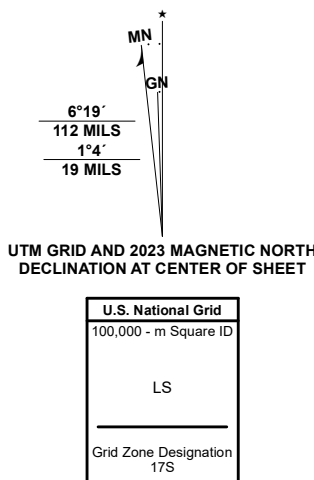 ★
MN
GN
6°19´
112 MILS
1°4´
19 MILS
UTM GRID AND 2023 MAGNETIC NORTH
DECLINATION AT CENTER OF SHEET
U.S. National Grid
100,000 - m Square ID
LS
Grid Zone Designation
17S